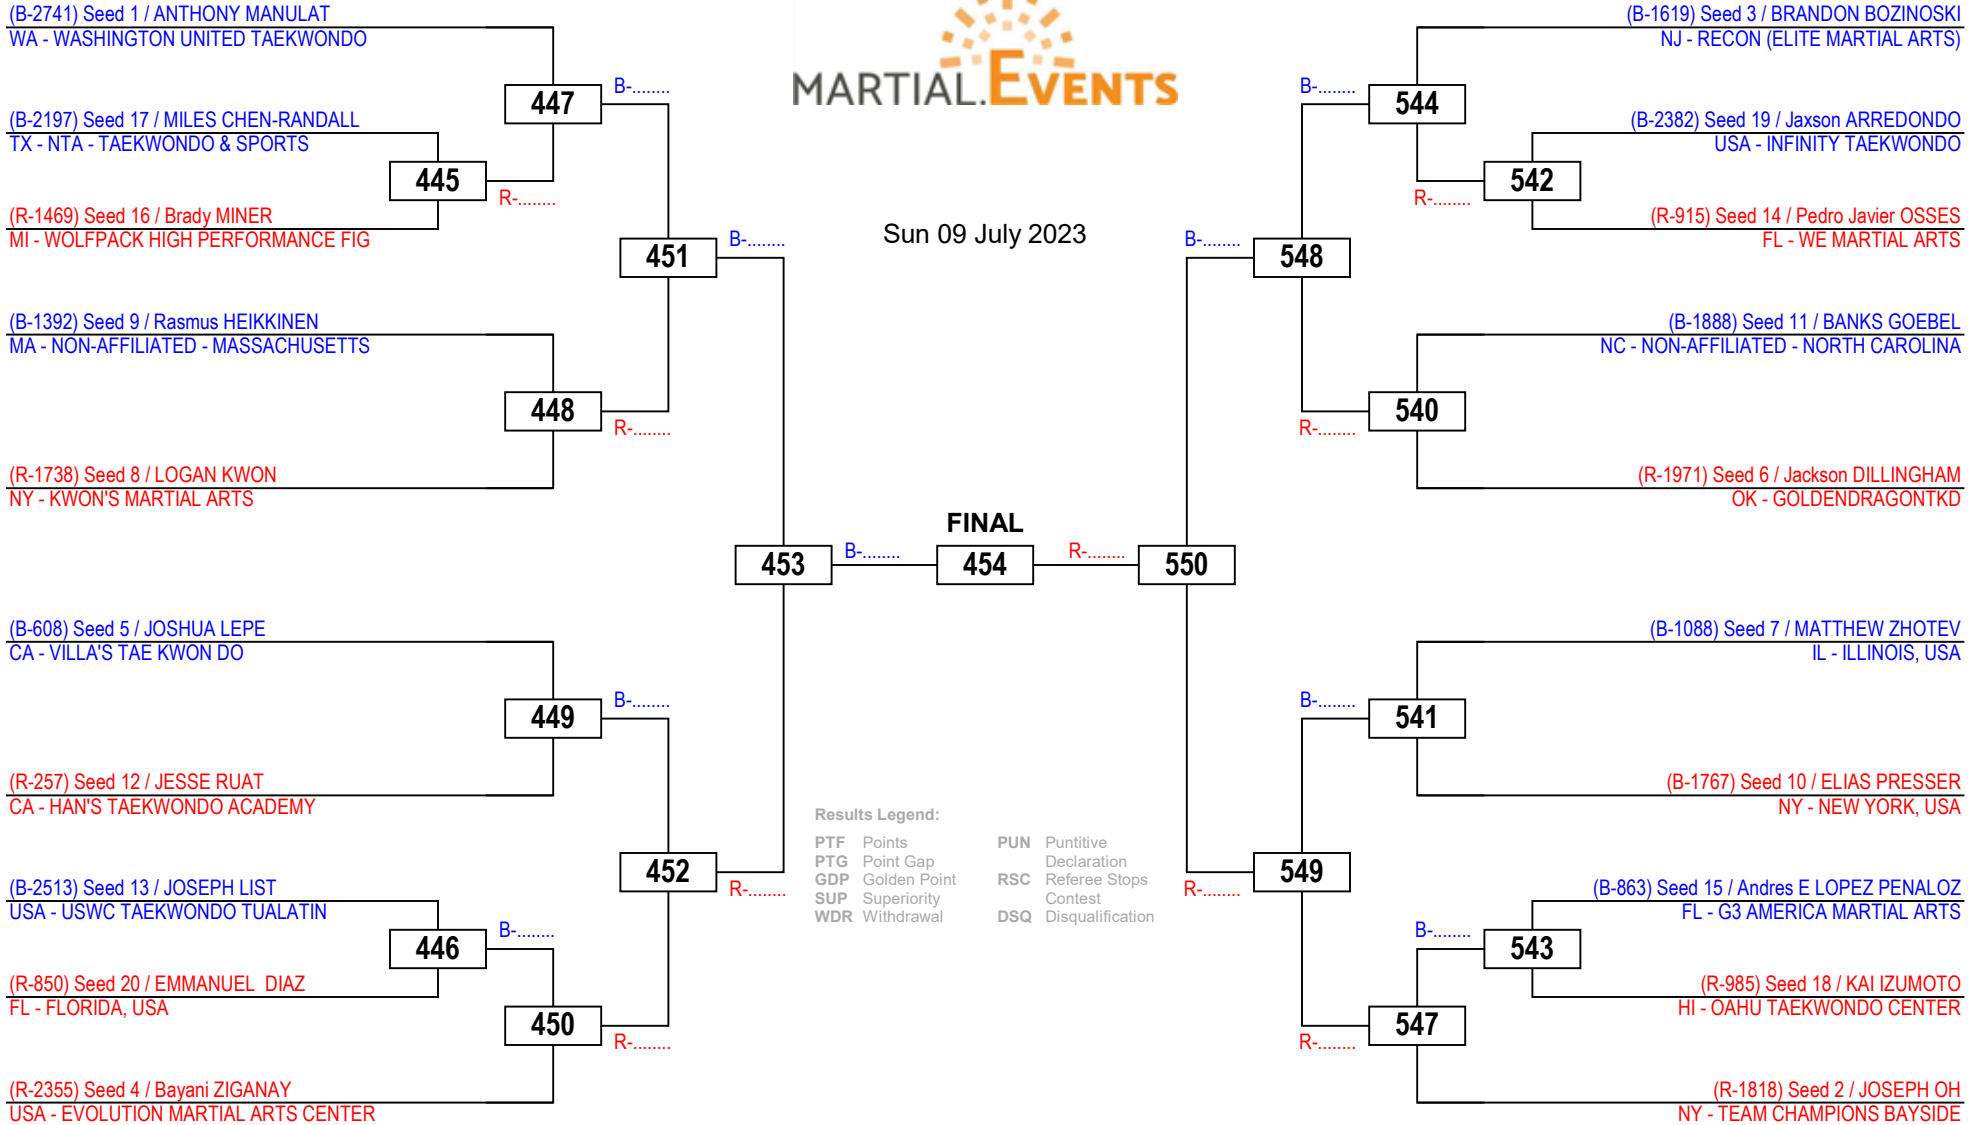 (B-2741) Seed 1 / ANTHONY MANULAT
WA - WASHINGTON UNITED TAEKWONDO
447
B-........
(B-2197) Seed 17 / MILES CHEN-RANDALL
TX - NTA - TAEKWONDO & SPORTS
445
R-........
(R-1469) Seed 16 / Brady MINER
MI - WOLFPACK HIGH PERFORMANCE FIG
451
B-........
(B-1392) Seed 9 / Rasmus HEIKKINEN
MA - NON-AFFILIATED - MASSACHUSETTS
448
R-........
(R-1738) Seed 8 / LOGAN KWON
NY - KWON'S MARTIAL ARTS
453
B-........
(B-608) Seed 5 / JOSHUA LEPE
CA - VILLA'S TAE KWON DO
449
B-........
(R-257) Seed 12 / JESSE RUAT
CA - HAN'S TAEKWONDO ACADEMY
452
R-........
(B-2513) Seed 13 / JOSEPH LIST
USA - USWC TAEKWONDO TUALATIN
446
B-........
(R-850) Seed 20 / EMMANUEL  DIAZ
FL - FLORIDA, USA
450
R-........
(R-2355) Seed 4 / Bayani ZIGANAY
USA - EVOLUTION MARTIAL ARTS CENTER
MARTIAL.EVENTS
Sun 09 July 2023
FINAL
454
Results Legend:
PTF Points
PTG Point Gap
GDP Golden Point
SUP Superiority
WDR Withdrawal
PUN Puntitive
Declaration
RSC Referee Stops
Contest
DSQ Disqualification
(B-1619) Seed 3 / BRANDON BOZINOSKI
NJ - RECON (ELITE MARTIAL ARTS)
B-........
544
(B-2382) Seed 19 / Jaxson ARREDONDO
USA - INFINITY TAEKWONDO
R-........
542
(R-915) Seed 14 / Pedro Javier OSSES
FL - WE MARTIAL ARTS
B-........
548
(B-1888) Seed 11 / BANKS GOEBEL
NC - NON-AFFILIATED - NORTH CAROLINA
R-........
540
(R-1971) Seed 6 / Jackson DILLINGHAM
OK - GOLDENDRAGONTKD
R-........
550
(B-1088) Seed 7 / MATTHEW ZHOTEV
IL - ILLINOIS, USA
B-........
541
(B-1767) Seed 10 / ELIAS PRESSER
NY - NEW YORK, USA
R-........
549
(B-863) Seed 15 / Andres E LOPEZ PENALOZ
FL - G3 AMERICA MARTIAL ARTS
B-........
543
(R-985) Seed 18 / KAI IZUMOTO
HI - OAHU TAEKWONDO CENTER
R-........
547
(R-1818) Seed 2 / JOSEPH OH
NY - TEAM CHAMPIONS BAYSIDE